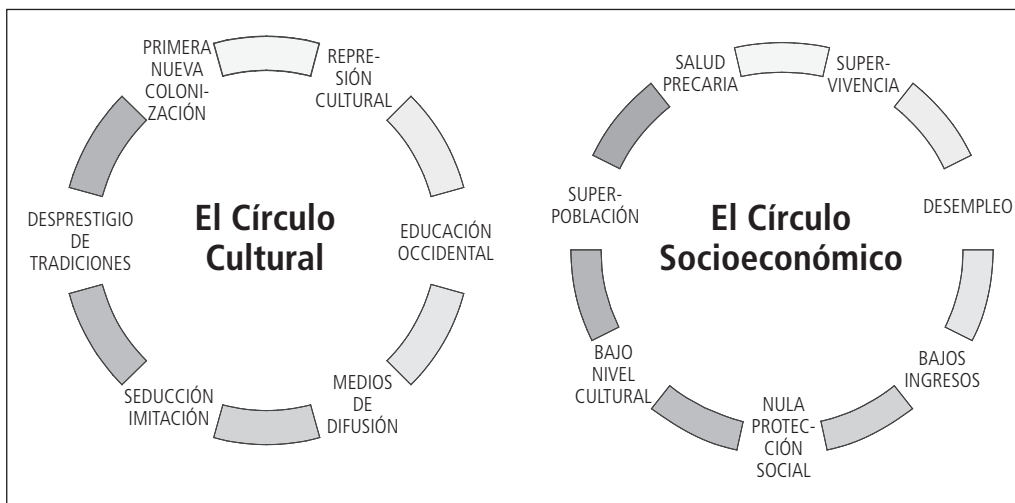 PRIMERA
NUEVA
COLONI-
ZACIÓN
REPRE-
SIÓN
CULTURAL
EDUCACIÓN
OCCIDENTAL
MEDIOS
DE
DIFUSIÓN
SEDUCCIÓN
IMITACIÓN
DESPRESTIGIO
DE
TRADICIONES
El Círculo
Cultural
SALUD
PRECARIA
SUPER-
VIVENCIA
DESEMPLEO
BAJOS
INGRESOS
NULA
PROTEC-
CIÓN
SOCIAL
BAJO
NIVEL
CULTURAL
SUPER-
POBLACIÓN
El Círculo
Socioeconómico